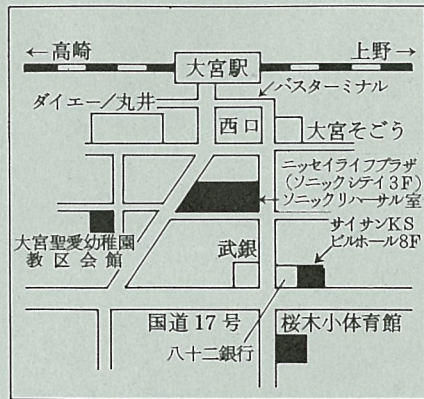 ←高崎
上野→
大宮駅
バスターミナル
ダイエー/丸井
西口
大宮そごう
ニッセイライフプラザ
(ソニックシティ3F)
ソニックリハーサル室
サイサンKS
ビルホール8F
大宮聖愛幼稚園
教区会館
武銀
国道17号
桜木小体育館
八十二銀行